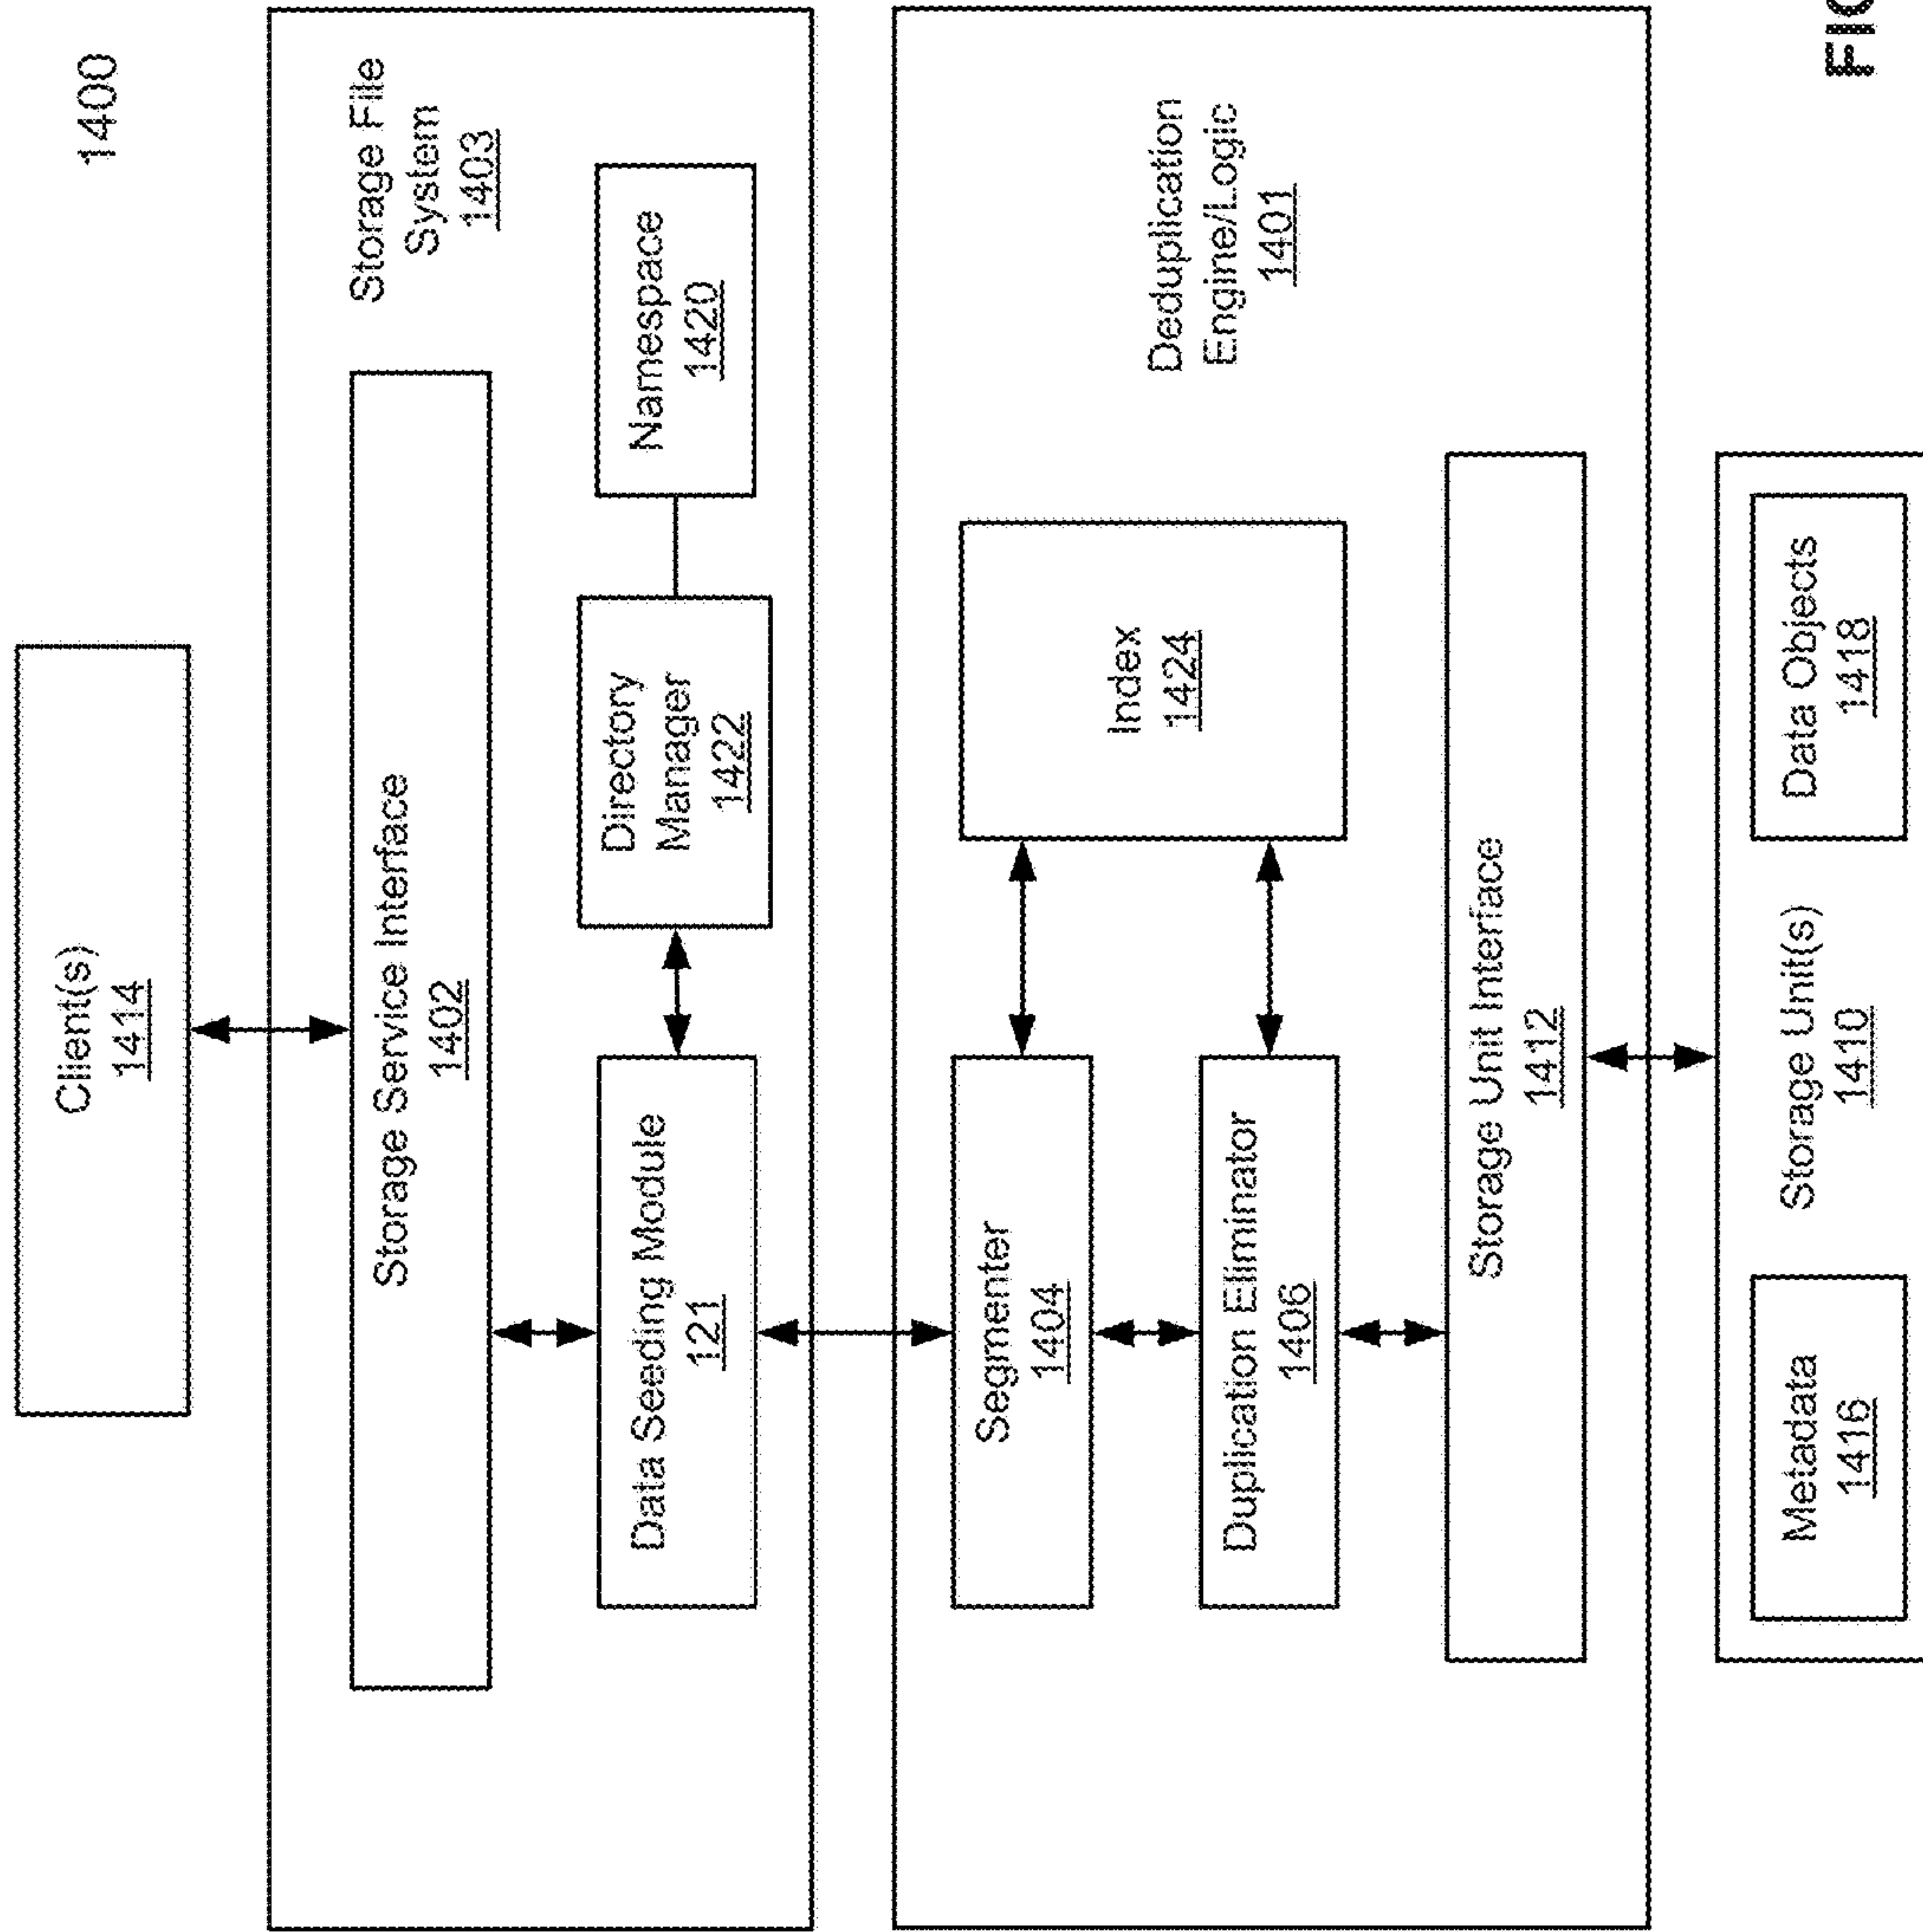 1400
Client(s)
1414
Storage File
System
1403
Storage Service Interface
1402
Data Seeding Module
121
Directory
Manager
1422
Namespace
1420
Deduplication
Engine/Logic
1401
Segmenter
1404
Index
1424
Duplication Eliminator
1406
Storage Unit Interface
1412
Metadata
1416
Storage Unit(s)
1410
Data Objects
1418